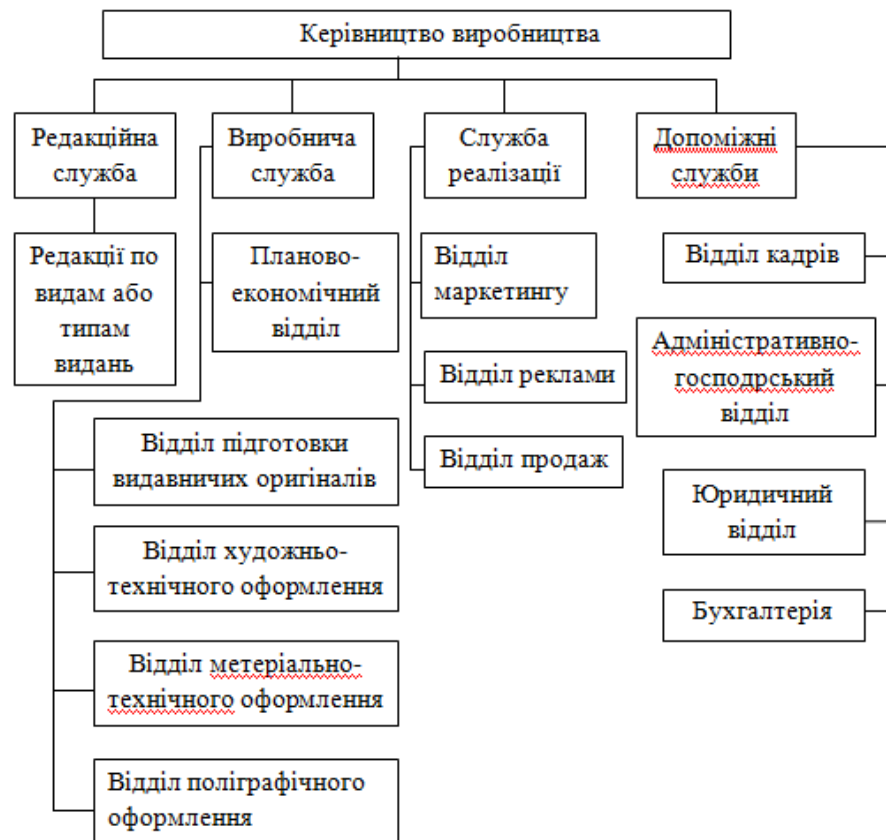 Керівництво виробництва
Редакційна
служба
Виробнича
служба
Служба
реалізації
Допоміжні
служби
Редакції по
видам або
типам
видань
Планово-
економічний
відділ
Відділ
маркетингу
Відділ кадрів
Адміністративно-
господрський
відділ
Відділ реклами
Відділ продаж
Відділ підготовки
видавничих оригіналів
Юридичний
відділ
Відділ художньо-
технічного оформлення
Бухгалтерія
Відділ метеріально-
технічного оформлення
Відділ поліграфічного
оформлення